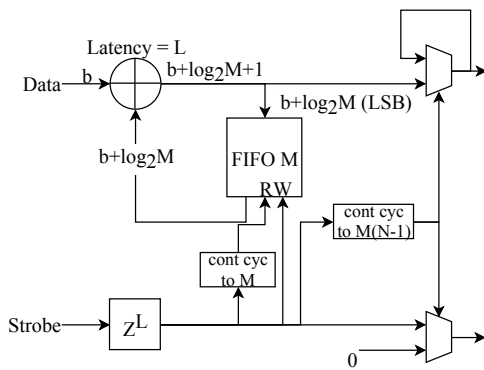 Latency = L
Data
b
b+log2M+1
b+log2M (LSB)
b+log2M
FIFO M
RW
cont cyc
to M(N-1)
cont cyc
to M
Strobe
ZL
0